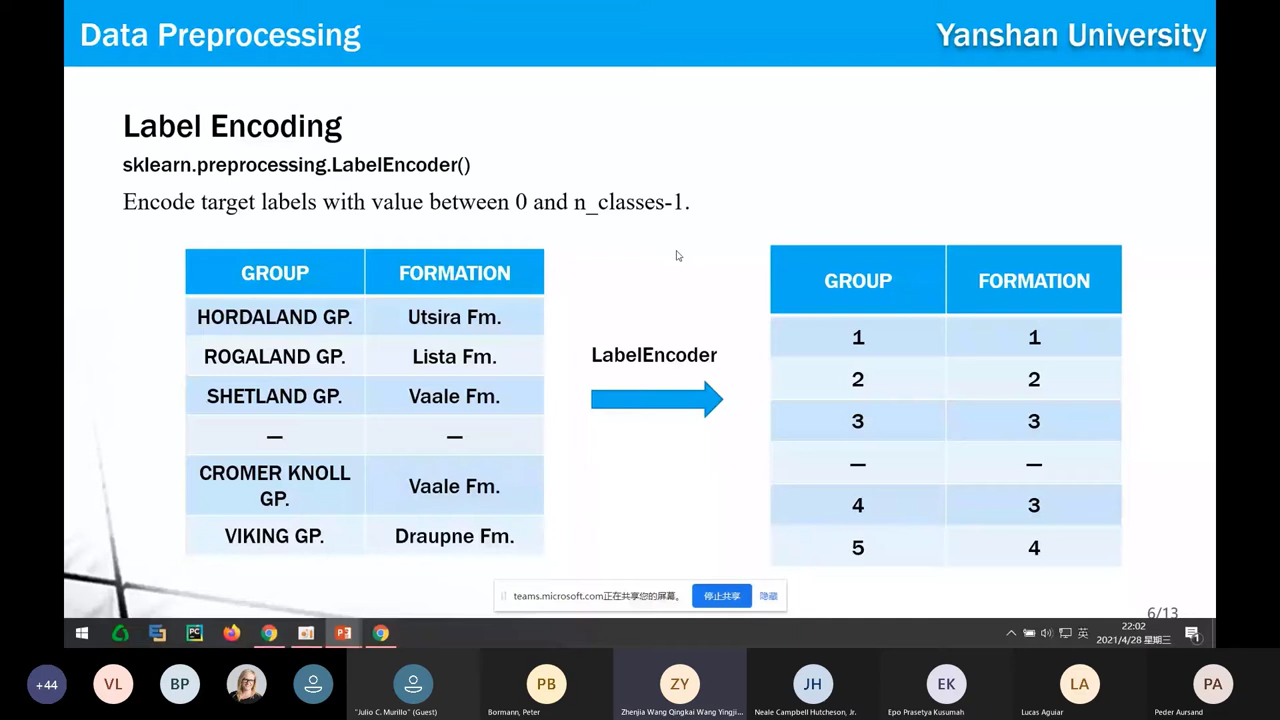 Data Preprocessing
Yanshan University
Label Encoding
sklearn.preprocessing.LabelEncoder()
Encode target labels with value between 0 and n_classes-1.
GROUP FORMATION
HORDALAND GP. Utsira Fm.
ROGALAND GP. Lista Fm.
SHETLAND GP. Vaale Fm.
— —
CROMER KNOLL
GP. Vaale Fm.
VIKING GP. Draupne Fm.
LabelEncoder
GROUP FORMATION
1 1
2 2
3 3
— —
4 3
5 4
teams.microsoft.com正在共享您的屏幕。 停止共享 隐藏
6/13
PC
P
英
22:02
2021/4/28 星期三
1
+44
VL
BP
PB
ZY
JH
EK
LA
PA
"Julio C. Murillo" (Guest)
Bormann, Peter
Zhenjia Wang Qingkai Wang Yingji...
Neale Campbell Hutcheson, Jr.
Epo Prasetya Kusumah
Lucas Aguiar
Peder Aursand